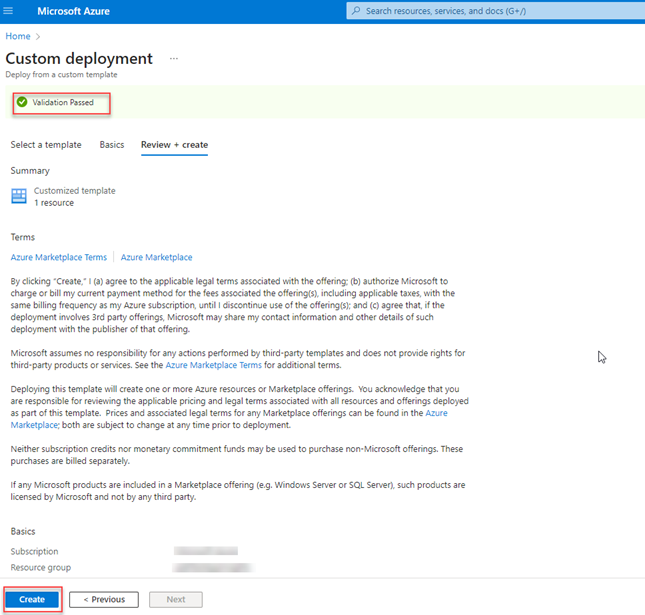 Microsoft Azure
Search resources, services, and docs (G+/)
Home >
Custom deployment ...
Deploy from a custom template
Validation Passed
Select a template Basics Review + create
Summary
Customized template
1 resource
Terms
Azure Marketplace Terms | Azure Marketplace
By clicking "Create," I (a) agree to the applicable legal terms associated with the offering; (b) authorize Microsoft to
charge or bill my current payment method for the fees associated the offering(s), including applicable taxes, with the
same billing frequency as my Azure subscription, until I discontinue use of the offering(s); and (c) agree that, if the
deployment involves 3rd party offerings, Microsoft may share my contact information and other details of such
deployment with the publisher of that offering.
Microsoft assumes no responsibility for any actions performed by third-party templates and does not provide rights for
third-party products or services. See the Azure Marketplace Terms for additional terms.
Deploying this template will create one or more Azure resources or Marketplace offerings. You acknowledge that you
are responsible for reviewing the applicable pricing and legal terms associated with all resources and offerings deployed
as part of this template. Prices and associated legal terms for any Marketplace offerings can be found in the Azure
Marketplace; both are subject to change at any time prior to deployment.
Neither subscription credits nor monetary commitment funds may be used to purchase non-Microsoft offerings. These
purchases are billed separately.
If any Microsoft products are included in a Marketplace offering (e.g. Windows Server or SQL Server), such products are
licensed by Microsoft and not by any third party.
Basics
Subscription
Resource group
Create < Previous Next